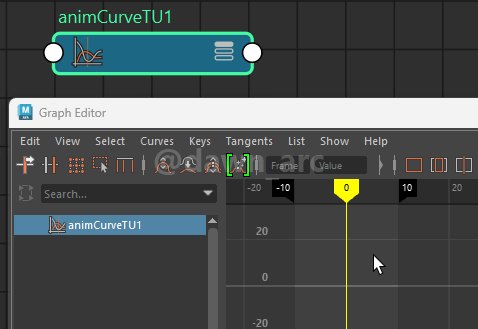 animCurveTU1
M
Graph Editor
Edit View Select Curves Keys Tangents List Show Help
@dawn_arc
Frame Value
Search...
-20 -10 0 10 20
animCurveTU1
20
0
-20